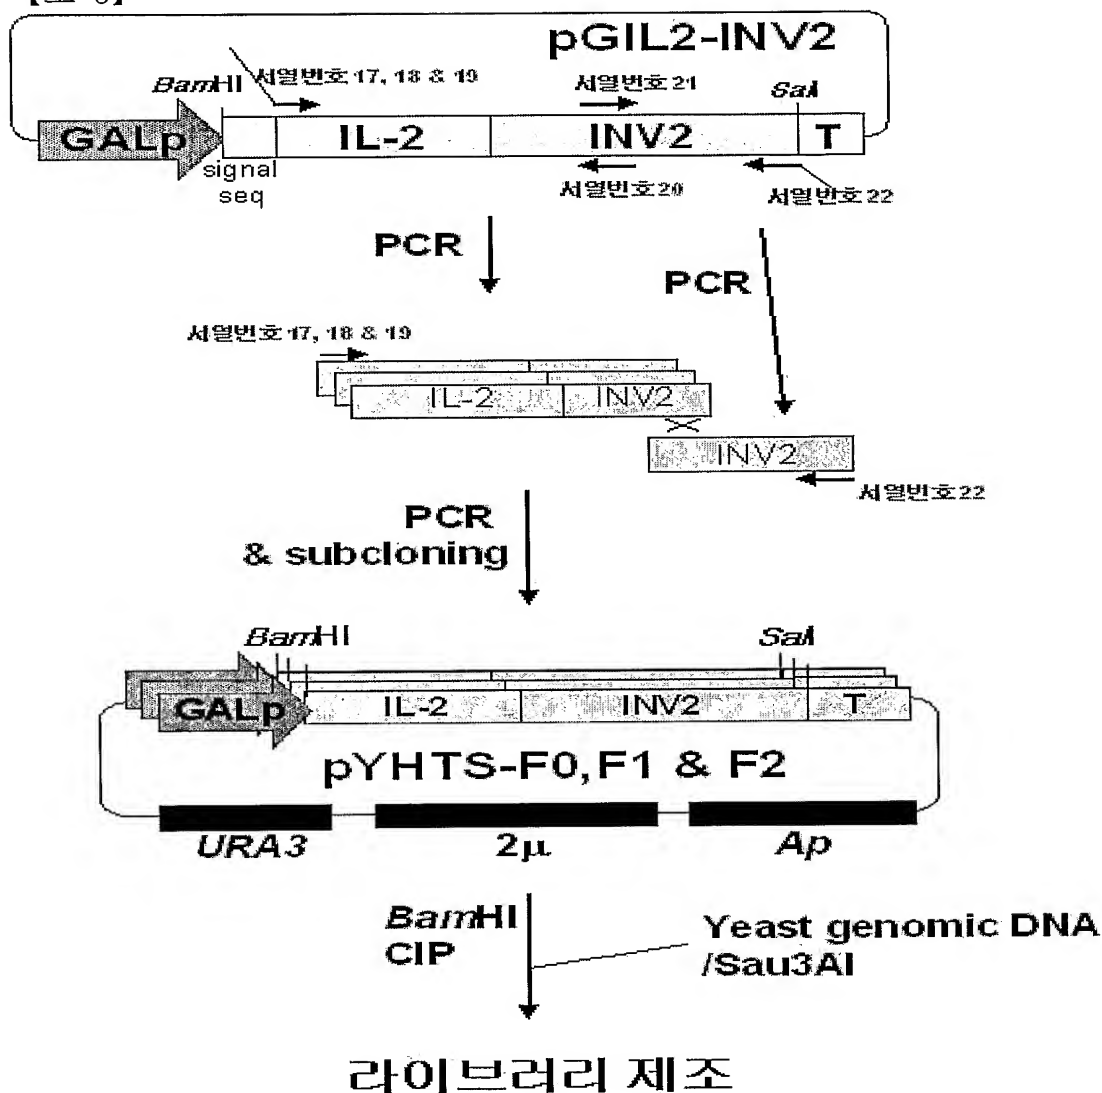 pGIL2-INV2
BamHI
서열번호 17, 18 & 19
서열번호 21
SalI
GALp
IL-2
INV2
T
signal
seq
서열번호 20
서열번호 22
PCR
PCR
서열번호 17, 18 & 19
IL-2
INV2
INV2
서열번호 22
PCR
& subcloning
BamHI
SalI
GALp
IL-2
INV2
T
pYHTS-F0,F1 & F2
URA3
2μ
Ap
BamHI
CIP
Yeast genomic DNA
/Sau3AI
라이브러리 제조